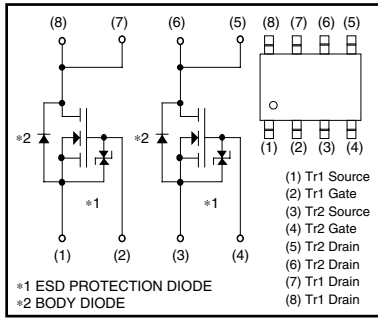 (8) (7) (6) (5)
(8) (7) (6) (5)
∗2 ∗2
∗1 ∗1
(1) (2) (3) (4)
(1) (2) (3) (4)
(1) Tr1 Source
(2) Tr1 Gate
(3) Tr2 Source
(4) Tr2 Gate
(5) Tr2 Drain
(6) Tr2 Drain
(7) Tr1 Drain
(8) Tr1 Drain
∗1 ESD PROTECTION DIODE
∗2 BODY DIODE